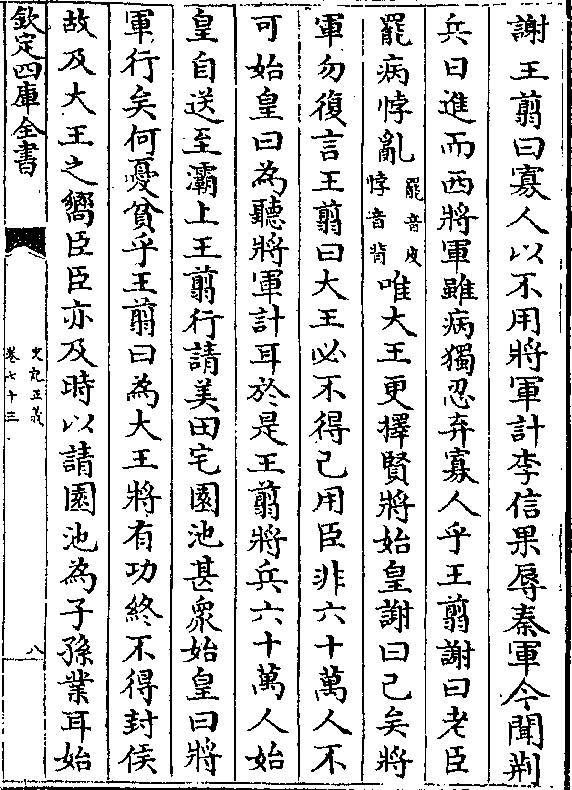 謝王翦曰寡人以不用將軍計李信果辱秦軍今聞荆
兵日進而西將軍雖病獨忍弃寡人乎王翦謝曰老臣
罷病悖亂罷音皮悖音背唯大王更擇賢將始皇謝曰已矣將
軍勿復言王翦曰大王必不得已用臣非六十萬人不
可始皇曰為聽將軍計耳於是王翦將兵六十萬人始
皇自送至灞上王翦行請美田宅園池甚衆始皇曰將
軍行矣何憂貧乎王翦曰為大王將有功終不得封侯
故及大王之嚮臣臣亦及時以請園池為子孫業耳始
欽定四庫全書
史記正義
卷七十三
八